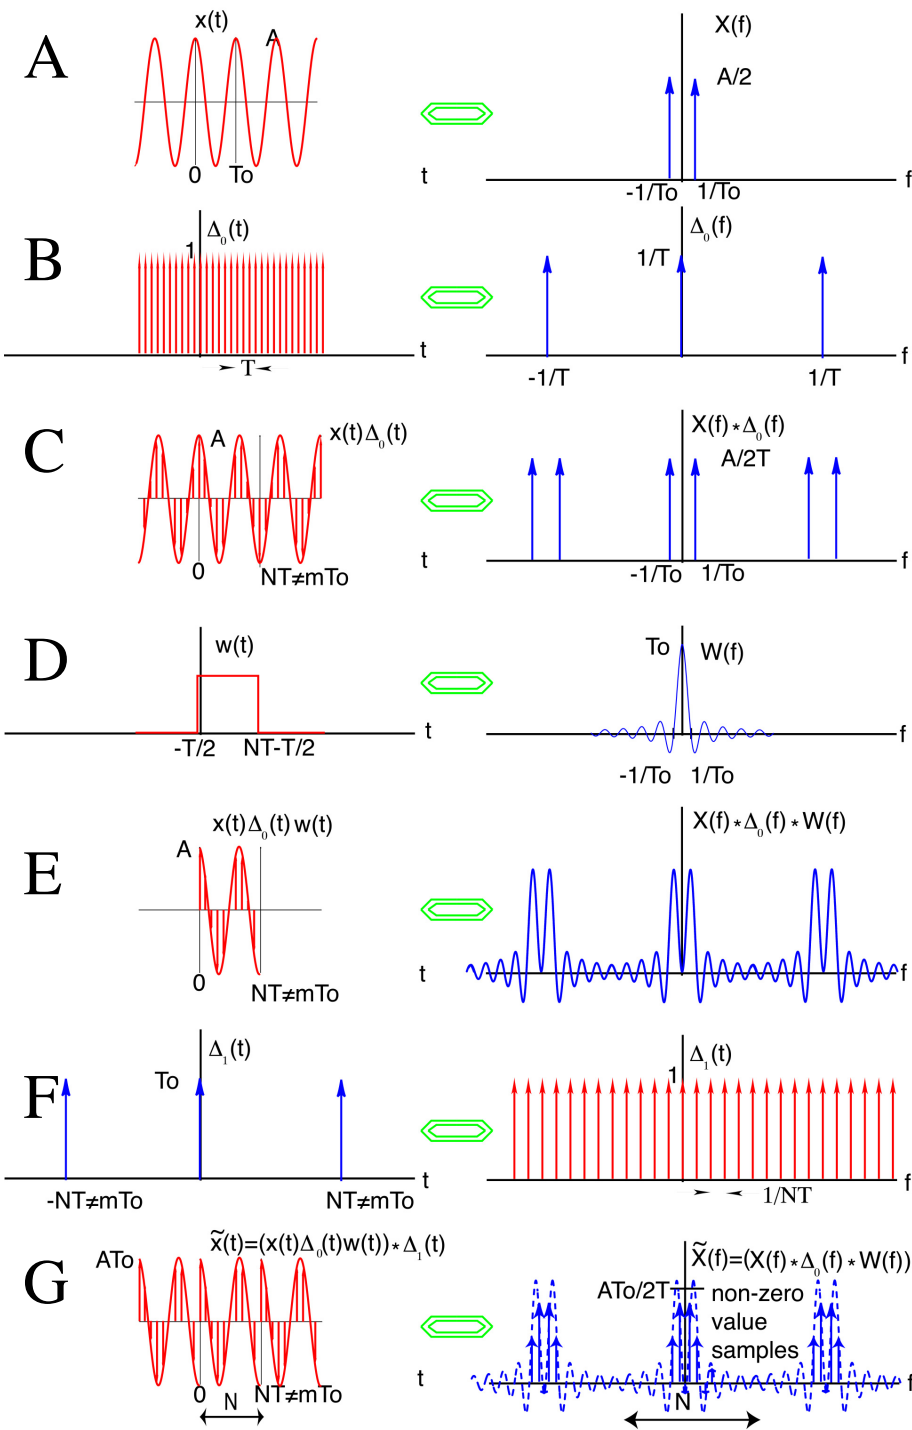 A
x(t)
A
0
To
t
X(f)
A/2
-1/To
1/To
f
B
Δ₀(t)
1
T
t
Δ₀(f)
1/T
-1/T
1/T
f
C
x(t)Δ₀(t)
A
0
NT≠mTo
t
X(f)*Δ₀(f)
A/2T
-1/To
1/To
f
D
w(t)
-T/2
NT-T/2
t
To
W(f)
-1/To
1/To
f
E
x(t)Δ₀(t)w(t)
A
0
NT≠mTo
t
X(f)*Δ₀(f)*W(f)
f
F
Δ₁(t)
To
-NT≠mTo
NT≠mTo
t
Δ₁(t)
1
1/NT
f
G
x̃(t)=(x(t)Δ₀(t)w(t))*Δ₁(t)
ATo
0
NT≠mTo
N
t
X̃(f)=(X(f)*Δ₀(f)*W(f))
ATo/2T
non-zero
value
samples
N
f